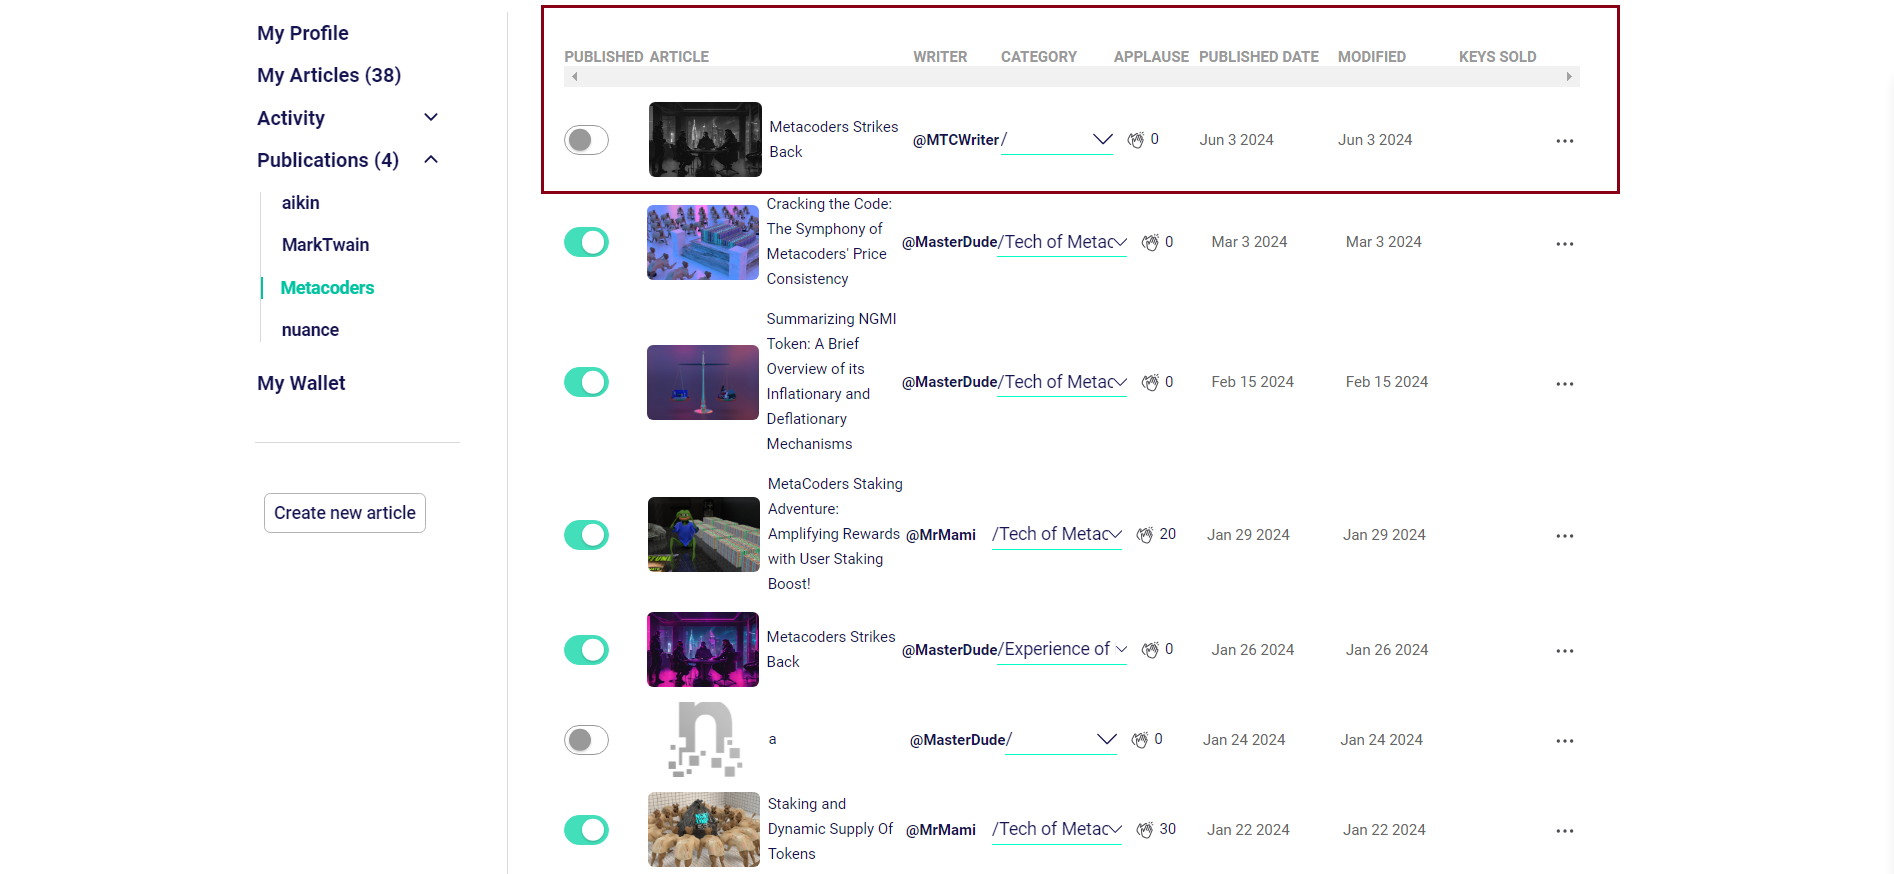 My Profile
My Articles (38)
Activity
Publications (4)
aikin
MarkTwain
Metacoders
nuance
My Wallet
Create new article
PUBLISHED ARTICLE WRITER CATEGORY APPLAUSE PUBLISHED DATE MODIFIED KEYS SOLD
Metacoders Strikes
Back
@MTCWriter / 0 Jun 3 2024 Jun 3 2024
Cracking the Code:
The Symphony of
Metacoders' Price
Consistency
@MasterDude /Tech of Metac 0 Mar 3 2024 Mar 3 2024
Summarizing NGMI
Token: A Brief
Overview of its
Inflationary and
Deflationary
Mechanisms
@MasterDude /Tech of Metac 0 Feb 15 2024 Feb 15 2024
MetaCoders Staking
Adventure:
Amplifying Rewards
with User Staking
Boost!
@MrMami /Tech of Metac 20 Jan 29 2024 Jan 29 2024
Metacoders Strikes
Back
@MasterDude /Experience of 0 Jan 26 2024 Jan 26 2024
a
@MasterDude / 0 Jan 24 2024 Jan 24 2024
Staking and
Dynamic Supply Of
Tokens
@MrMami /Tech of Metac 30 Jan 22 2024 Jan 22 2024